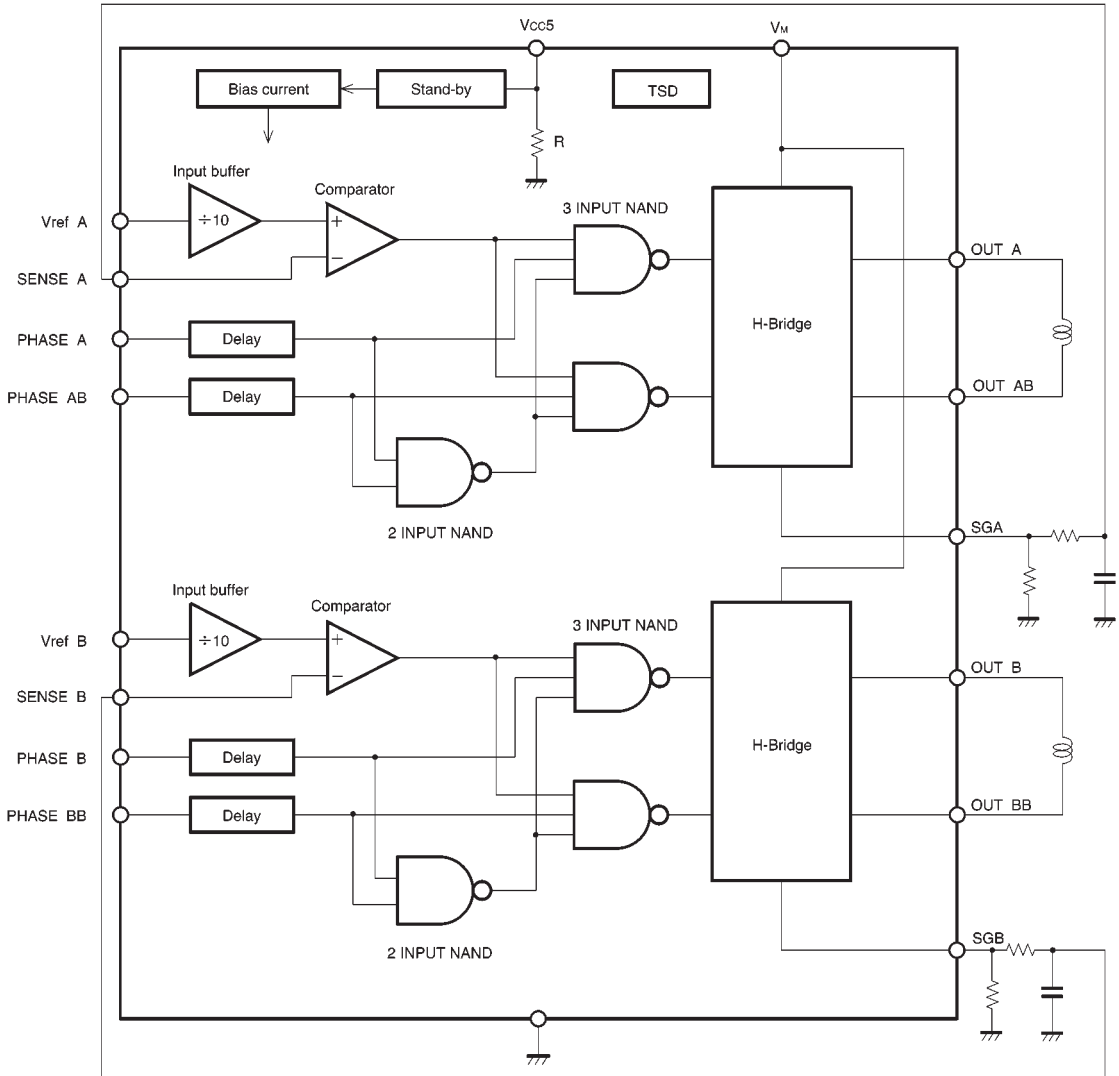 VCC5
VM
Bias current
Stand-by
TSD
R
Input buffer
÷10
Comparator
+
−
3 INPUT NAND
Vref A
SENSE A
PHASE A
Delay
PHASE AB
Delay
2 INPUT NAND
H-Bridge
OUT A
OUT AB
SGA
Input buffer
÷10
Comparator
+
−
3 INPUT NAND
Vref B
SENSE B
PHASE B
Delay
PHASE BB
Delay
2 INPUT NAND
H-Bridge
OUT B
OUT BB
SGB